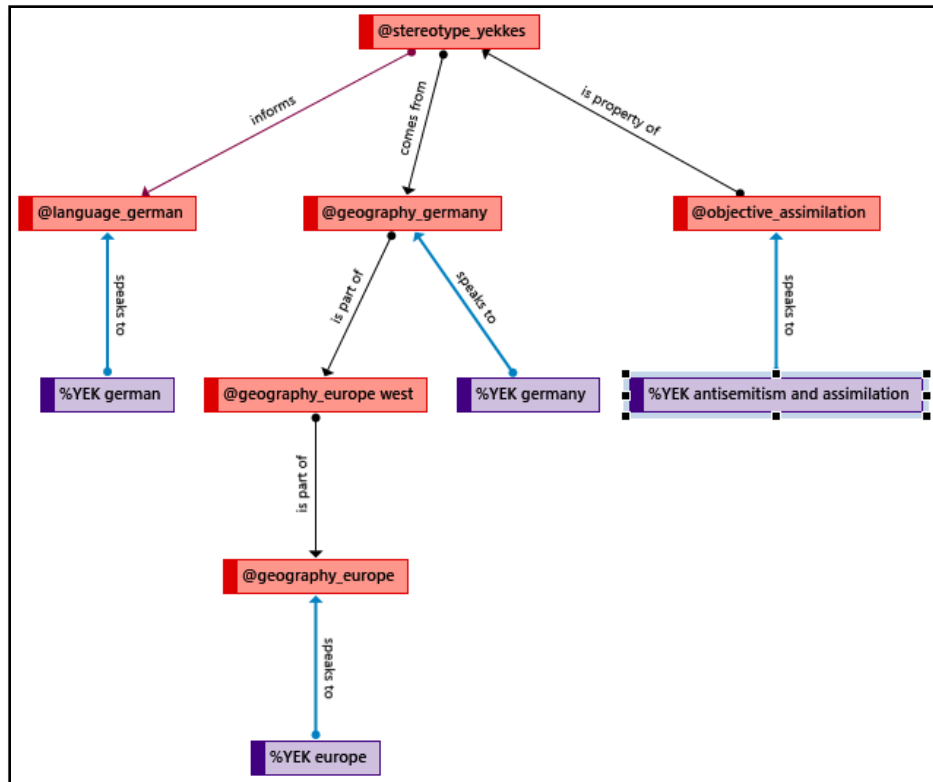 @stereotype_yekkes
informs
comes from
is property of
@language_german
@geography_germany
@objective_assimilation
speaks to
is part of
speaks to
speaks to
%YEK german
@geography_europe west
%YEK germany
%YEK antisemitism and assimilation
is part of
@geography_europe
speaks to
%YEK europe